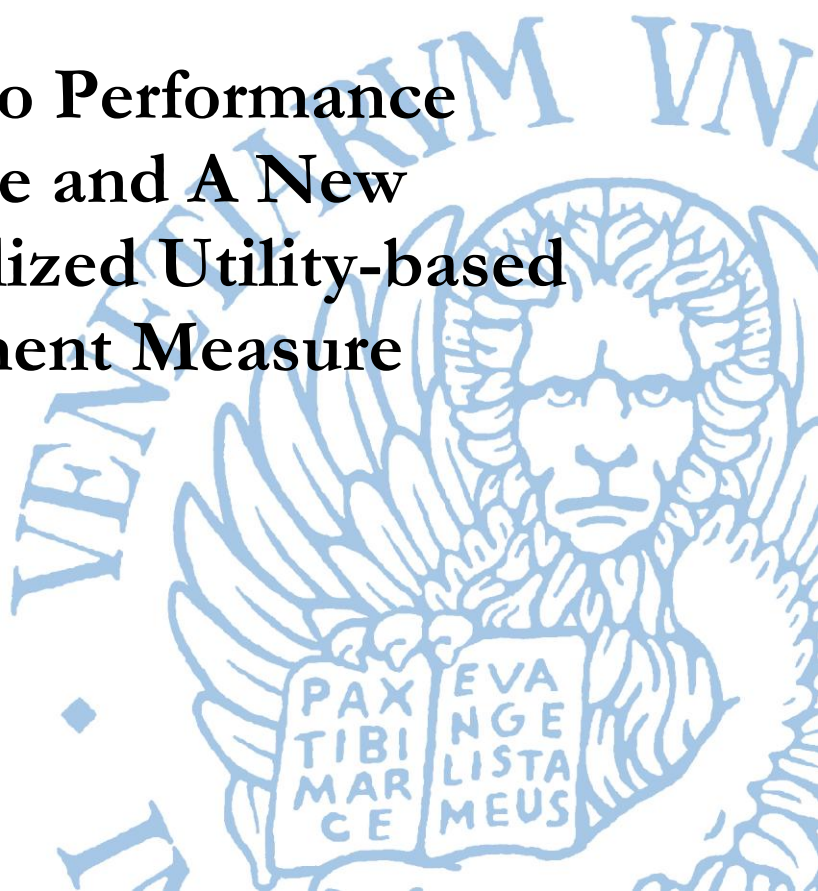 o Performance
e and A New
lized Utility-based
nent Measure
VENETIARVM VN
PAX
TIBI
MAR
CE
EVA
NGE
LISTA
MEUS